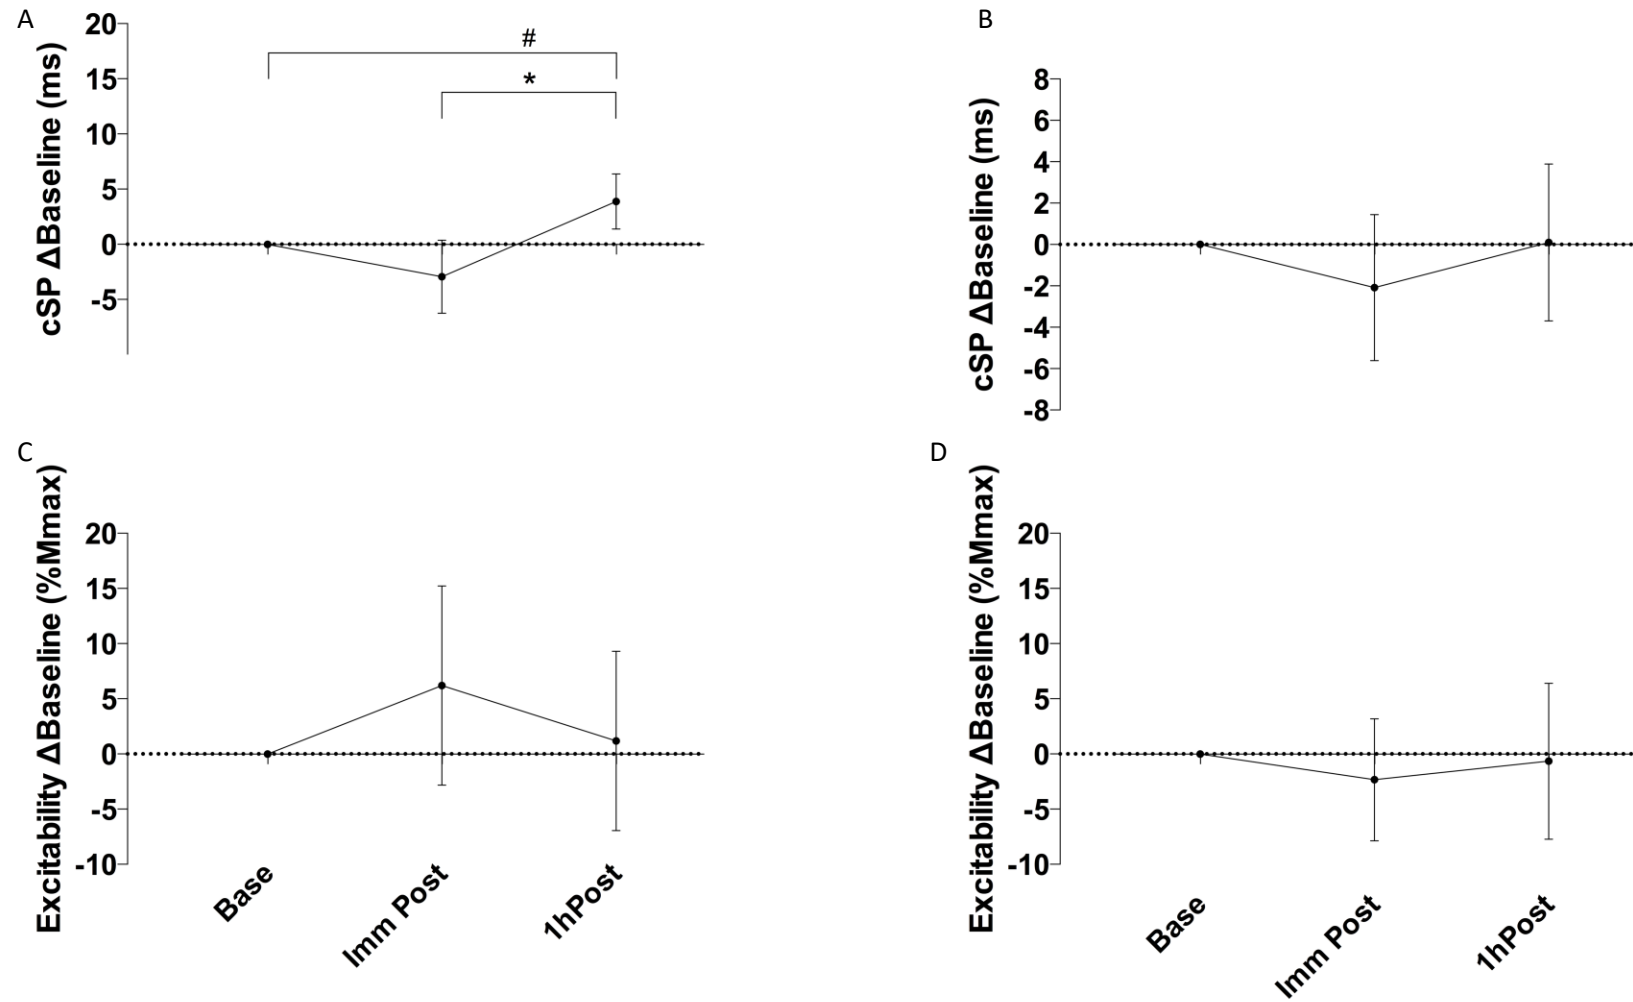 A
cSP ΔBaseline (ms)
20
15
10
5
0
-5
#
*
B
cSP ΔBaseline (ms)
8
6
4
2
0
-2
-4
-6
-8
C
Excitability ΔBaseline (%Mmax)
20
15
10
5
0
-5
-10
Base
Imm Post
1hPost
D
Excitability ΔBaseline (%Mmax)
20
15
10
5
0
-5
-10
Base
Imm Post
1hPost